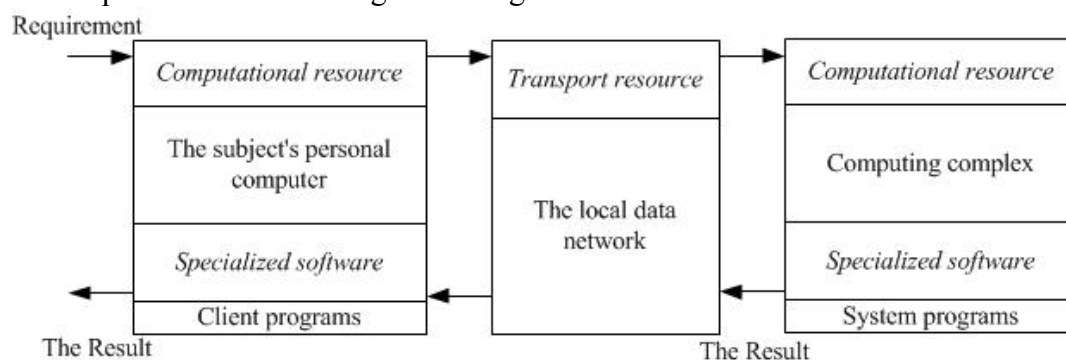 Requirement
Computational resource
The subject's personal
computer
Specialized software
Client programs
The Result
Transport resource
The local data
network
The Result
Computational resource
Computing complex
Specialized software
System programs